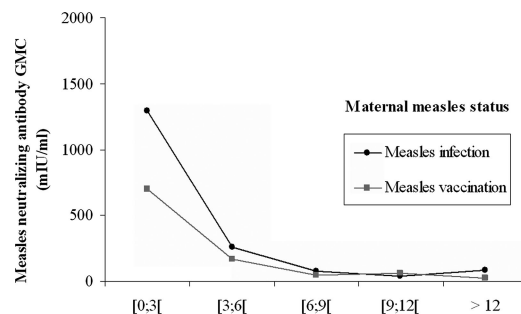 Measles neutralizing antibody GMC
(mIU/ml)
2000
1500
1000
500
0
Maternal measles status
Measles infection
Measles vaccination
[0;3[
[3;6[
[6;9[
[9;12[
> 12